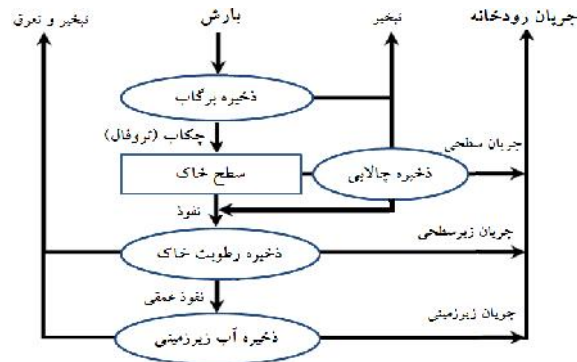 جریان رودخانه
تبخیر
بارش
تبخیر و تعرق
ذخیره برگاب
چکاب (تروفال)
جریان سطحی
ذخیره چالابی
سطح خاک
نفوذ
جریان زیرسطحی
ذخیره رطوبت خاک
نفوذ عمقی
جریان زیرزمینی
ذخیره آب زیرزمینی